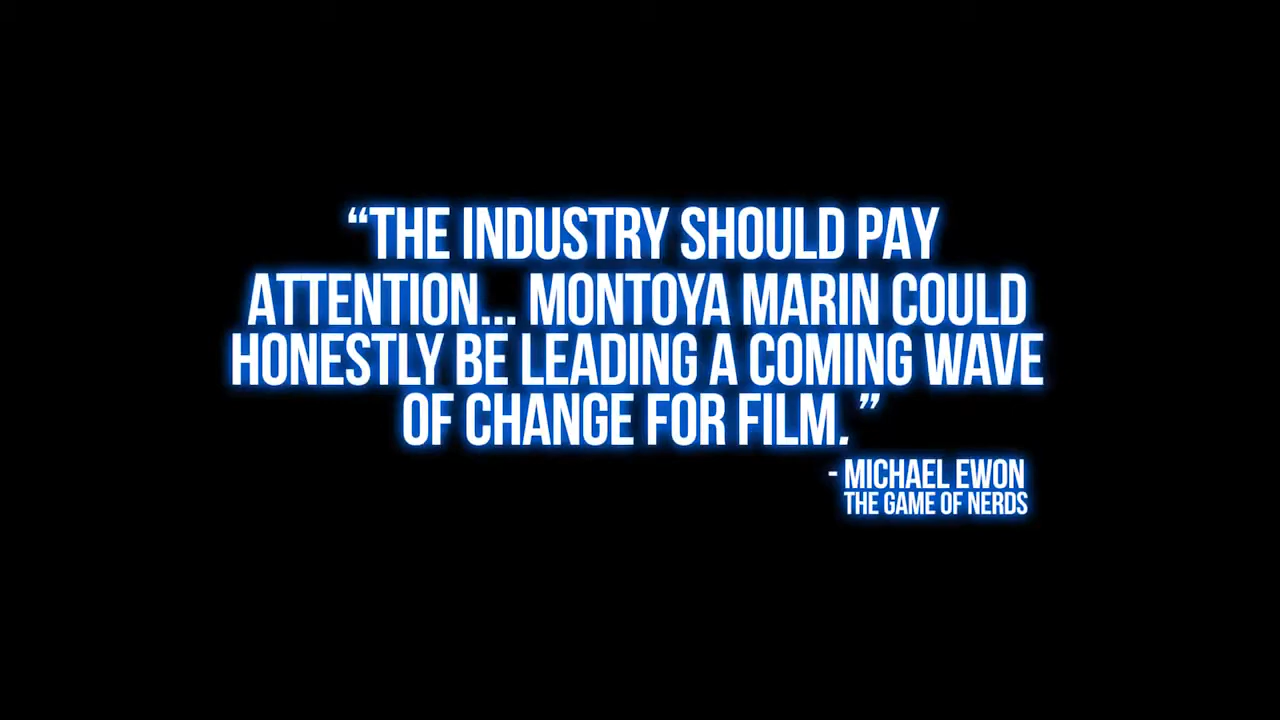 “THE INDUSTRY SHOULD PAY
ATTENTION... MONTOYA MARIN COULD
HONESTLY BE LEADING A COMING WAVE
OF CHANGE FOR FILM.”
- MICHAEL EWON
THE GAME OF NERDS